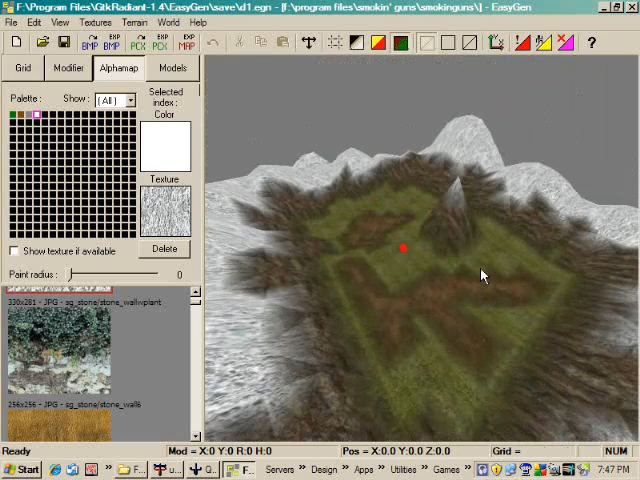 F:\Program Files\GtkRadiant-1.4\EasyGen\save\d1.egn - [f:\program files\smokin' guns\smokinguns\] - EasyGen
File View Textures Terrain World Help
BMP EXP BMP PCX EXP PCX EXP MAP ?
Grid Modifier Alphamap Models
Palette : Show : ( All ) Selected index :
Color
Texture
Show texture if available Delete
Paint radius : 0
330x281 - JPG - sg_stone/stone_wallwplant
256x256 - JPG - sg_stone/stone_wall6
Ready Mod = X:0 Y:0 R:0 H:0 Pos = X:0.0 Y:0.0 Z:0.0 Grid = NUM
Start F... u... Q... F... Servers » Design » Apps » Utilities » Games » 7:47 PM